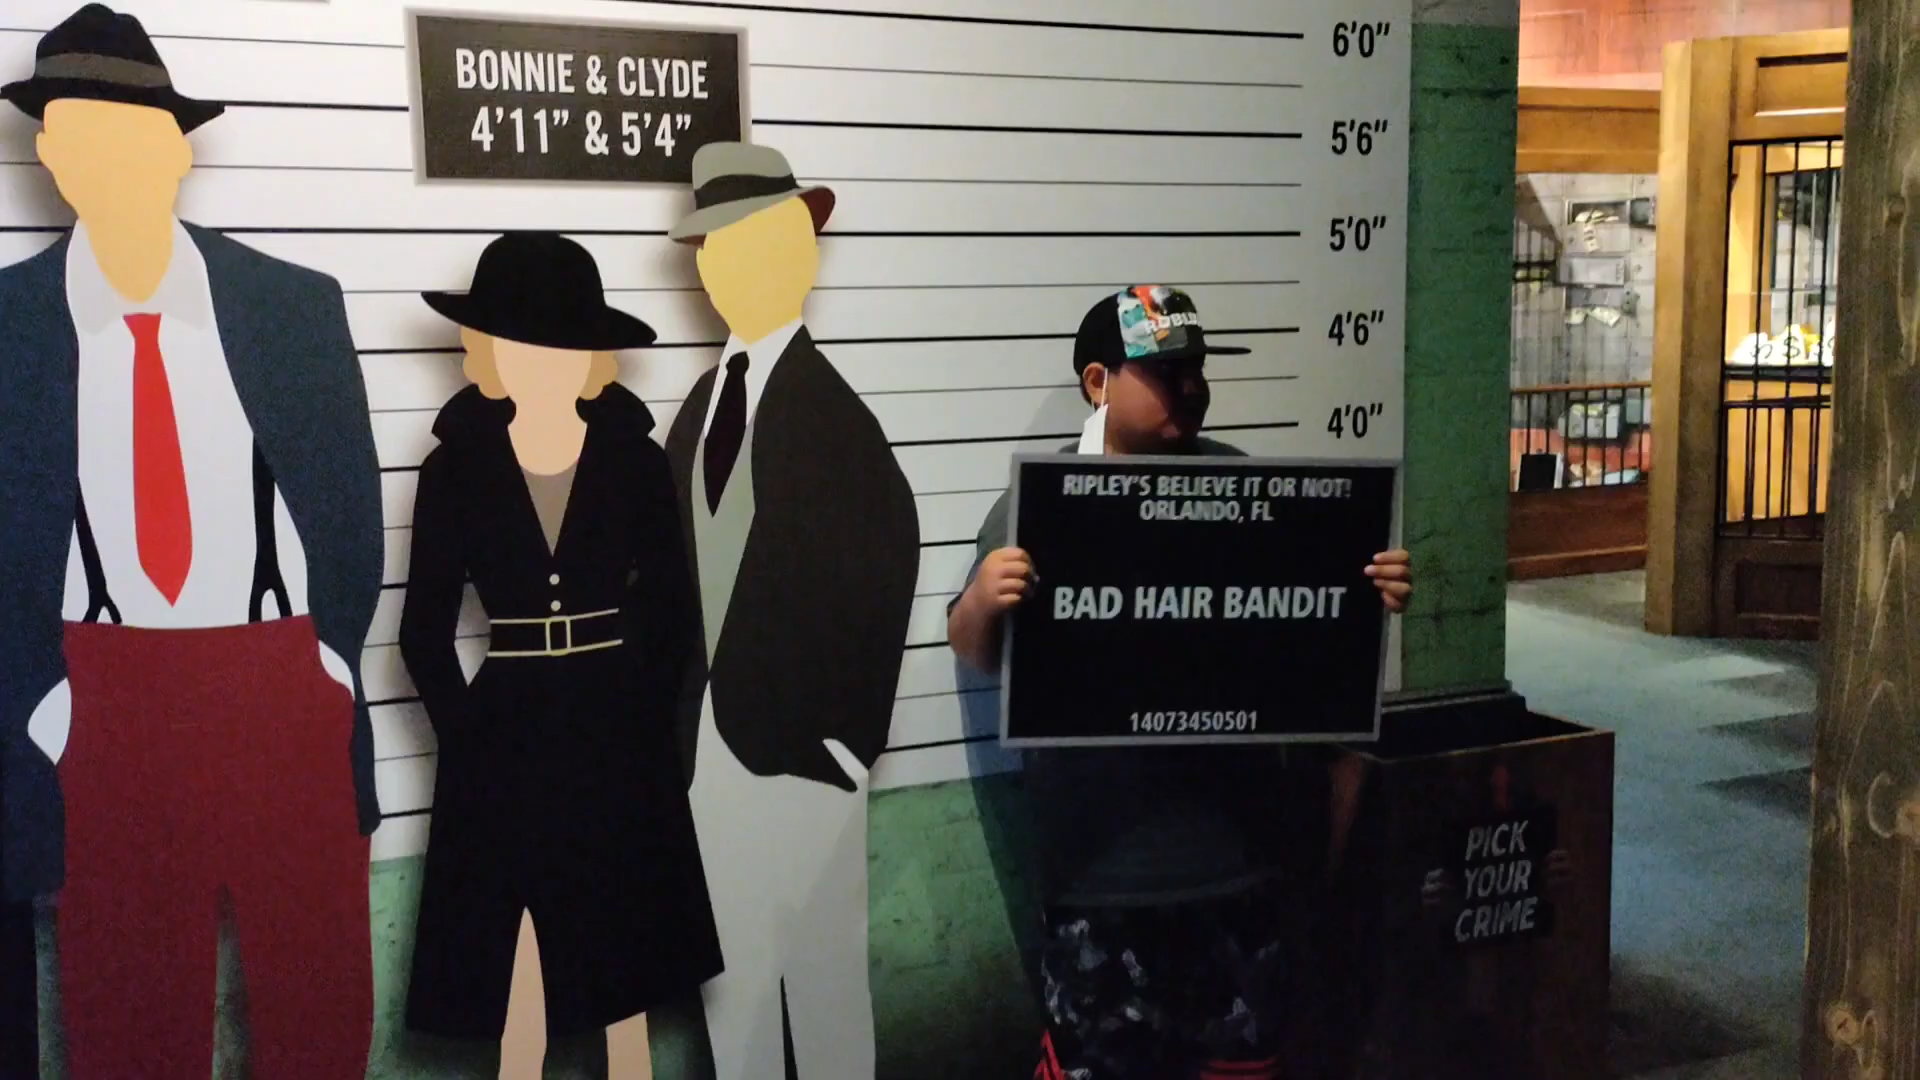 BONNIE & CLYDE
4'11" & 5'4"
6'0"
5'6"
5'0"
4'6"
4'0"
ROBLOX
RIPLEY'S BELIEVE IT OR NOT!
ORLANDO, FL
BAD HAIR BANDIT
14073450501
PICK
YOUR
CRIME
$ $ $